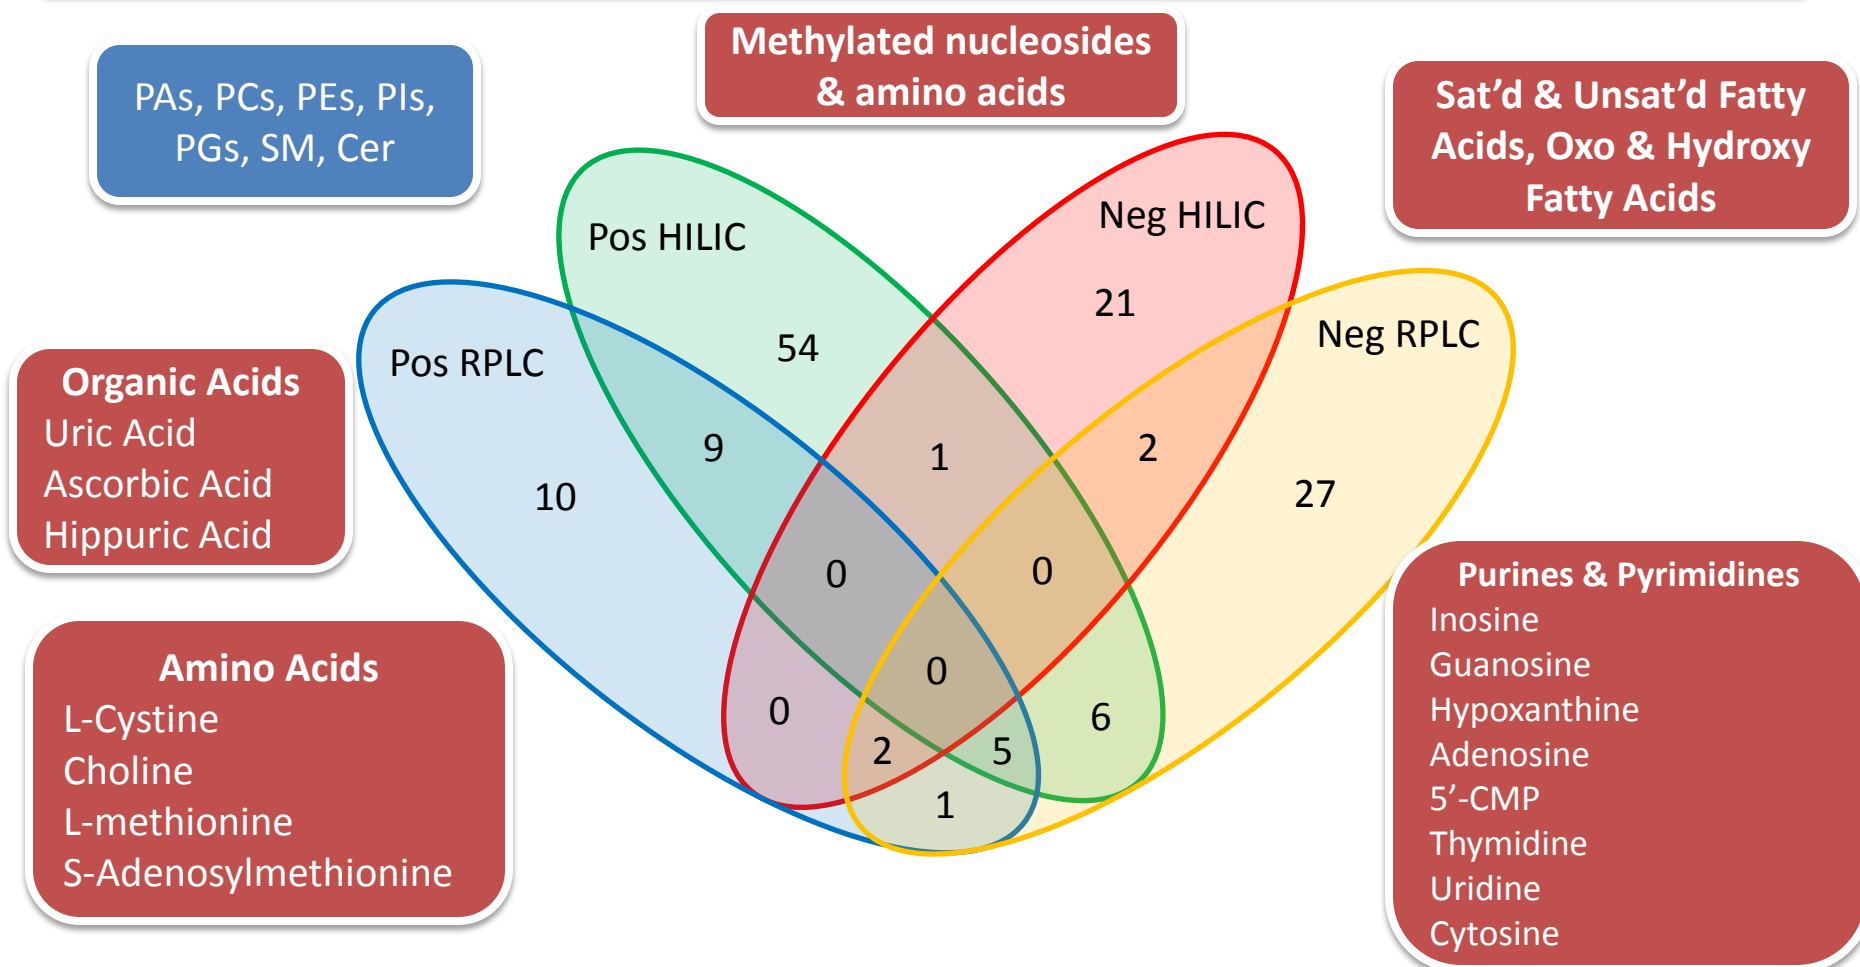 Methylated nucleosides
& amino acids
PAs, PCs, PEs, PIs,
PGs, SM, Cer
Sat’d & Unsat’d Fatty
Acids, Oxo & Hydroxy
Fatty Acids
Pos HILIC
Neg HILIC
Pos RPLC
Neg RPLC
54
21
9
1
2
10
27
0
0
0
0
6
2
5
1
Organic Acids
Uric Acid
Ascorbic Acid
Hippuric Acid
Amino Acids
L-Cystine
Choline
L-methionine
S-Adenosylmethionine
Purines & Pyrimidines
Inosine
Guanosine
Hypoxanthine
Adenosine
5’-CMP
Thymidine
Uridine
Cytosine